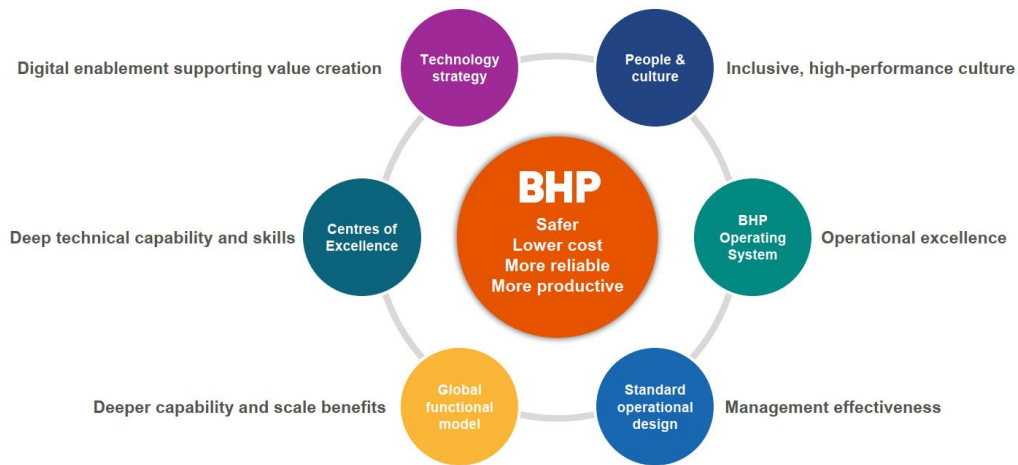 Digital enablement supporting value creation
Technology
strategy
People &
culture
Inclusive, high-performance culture
Deep technical capability and skills
Centres of
Excellence
BHP
Safer
Lower cost
More reliable
More productive
BHP
Operating
System
Operational excellence
Deeper capability and scale benefits
Global
functional
model
Standard
operational
design
Management effectiveness